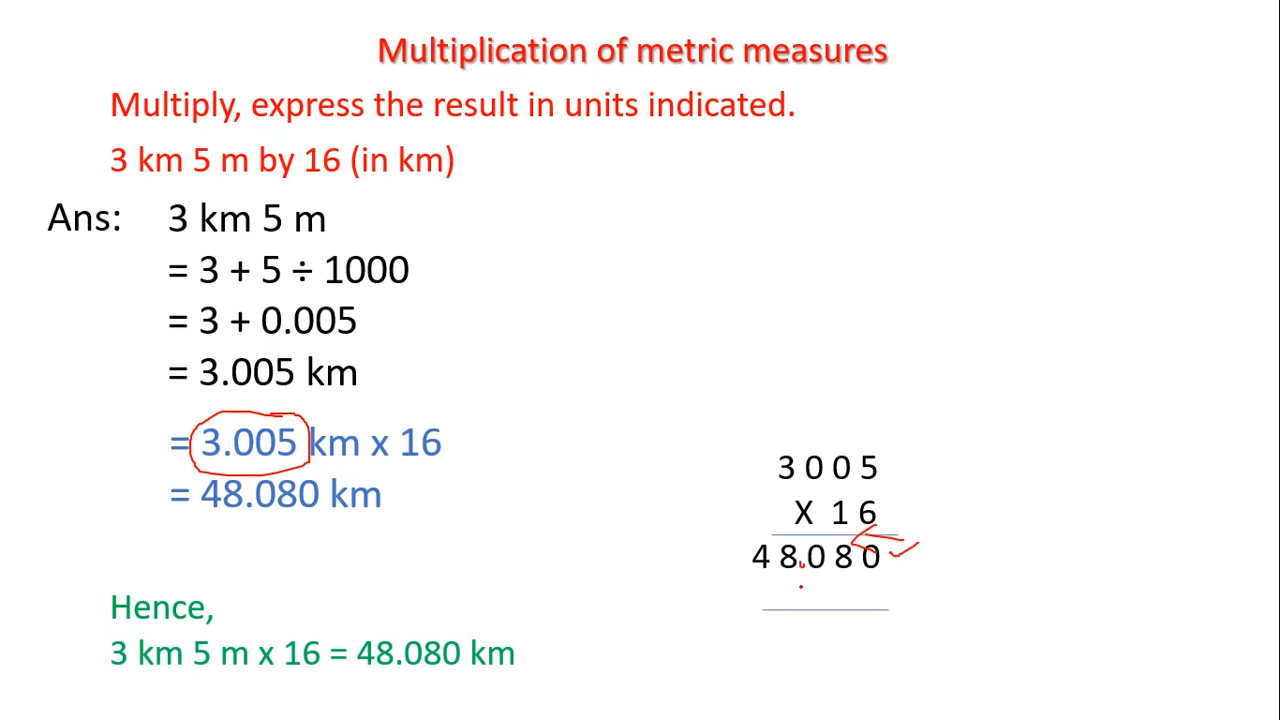 Multiplication of metric measures
Multiply, express the result in units indicated.
3 km 5 m by 16 (in km)
Ans: 3 km 5 m
= 3 + 5 ÷ 1000
= 3 + 0.005
= 3.005 km
= 3.005 km x 16
= 48.080 km
3 0 0 5
X 1 6
4 8.0 8 0
Hence,
3 km 5 m x 16 = 48.080 km